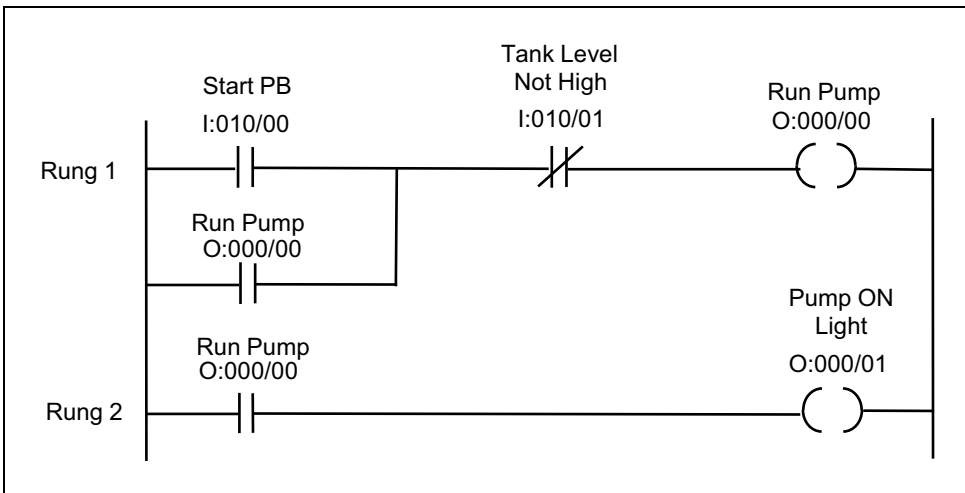 Start PB
I:010/00
Tank Level
Not High
I:010/01
Run Pump
O:000/00
Rung 1
Run Pump
O:000/00
Pump ON
Light
O:000/01
Run Pump
O:000/00
Rung 2